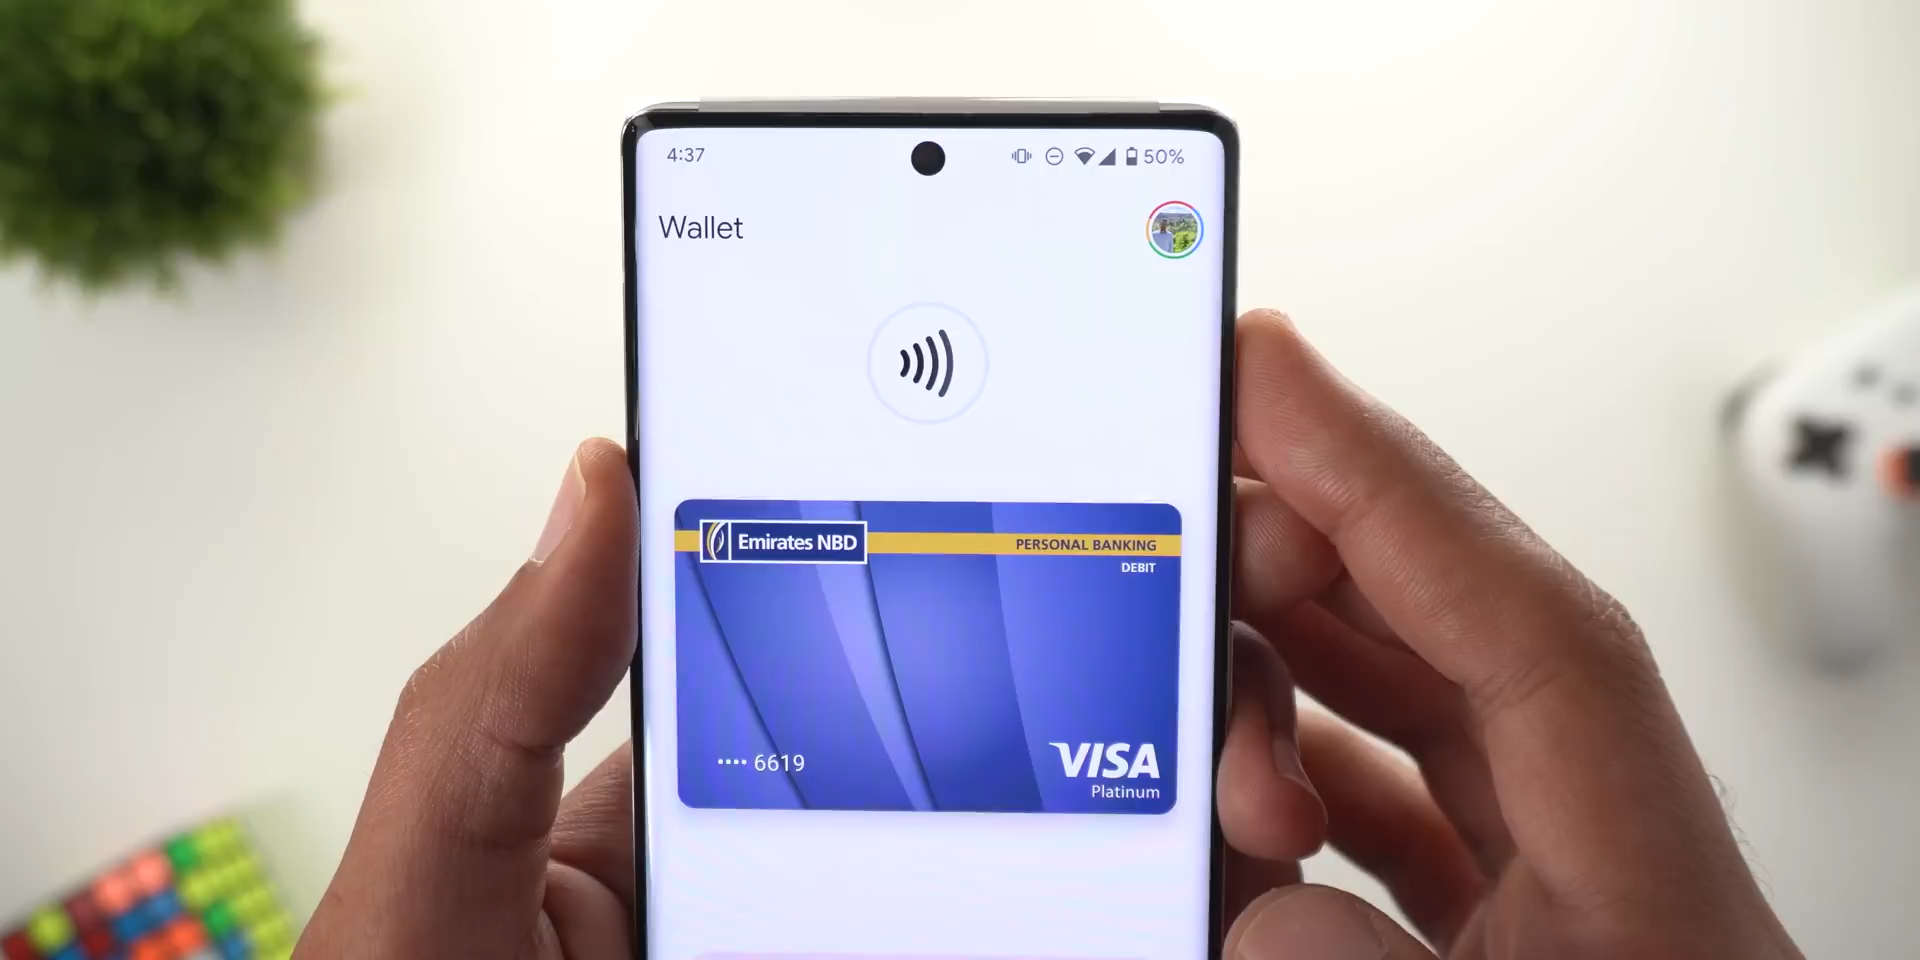 4:37
50%
Wallet
Emirates NBD
PERSONAL BANKING
DEBIT
•••• 6619
VISA
Platinum